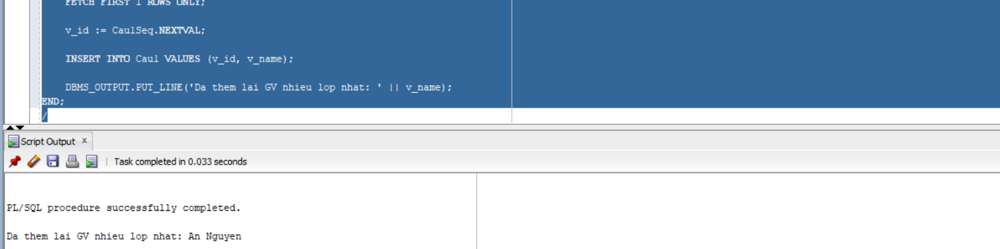 FETCH FIRST 1 ROWS ONLY;
v_id := CaulSeq.NEXTVAL;
INSERT INTO Caul VALUES (v_id, v_name);
DBMS_OUTPUT.PUT_LINE('Da them lai GV nhieu lop nhat: ' || v_name);
END;
/
Script Output x
Task completed in 0.033 seconds
PL/SQL procedure successfully completed.
Da them lai GV nhieu lop nhat: An Nguyen